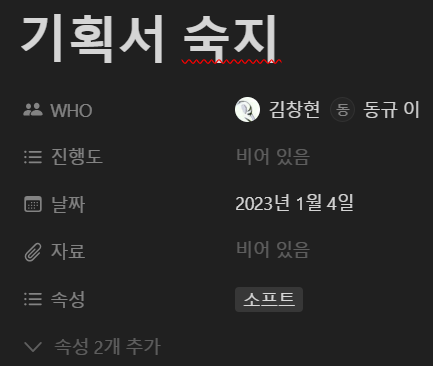 기획서 숙지
WHO 김창현 동 동규 이
진행도 비어 있음
날짜 2023년 1월 4일
자료 비어 있음
속성 소프트
속성 2개 추가